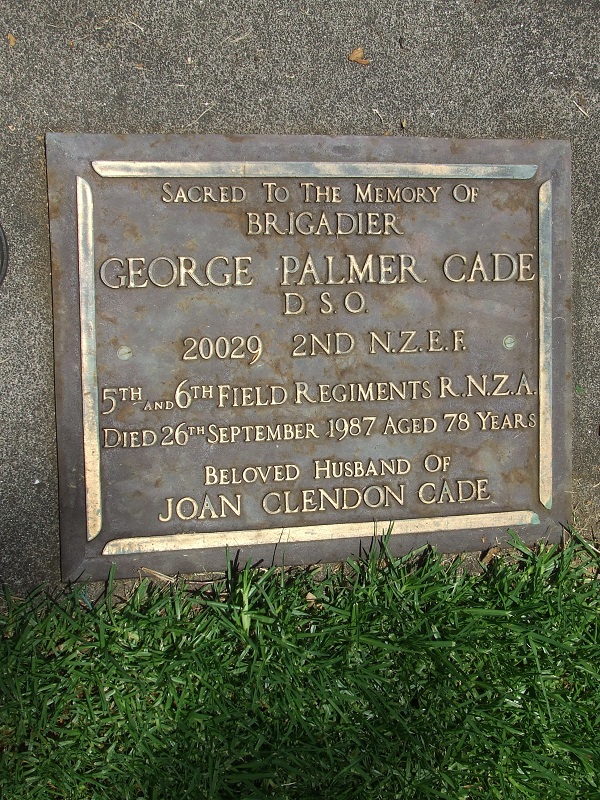 SACRED TO THE MEMORY OF
BRIGADIER
GEORGE PALMER CADE
D.S.O.
20029 2ND N.Z.E.F.
5TH AND 6TH FIELD REGIMENTS R.N.Z.A.
DIED 26TH SEPTEMBER 1987 AGED 78 YEARS
BELOVED HUSBAND OF
JOAN CLENDON CADE